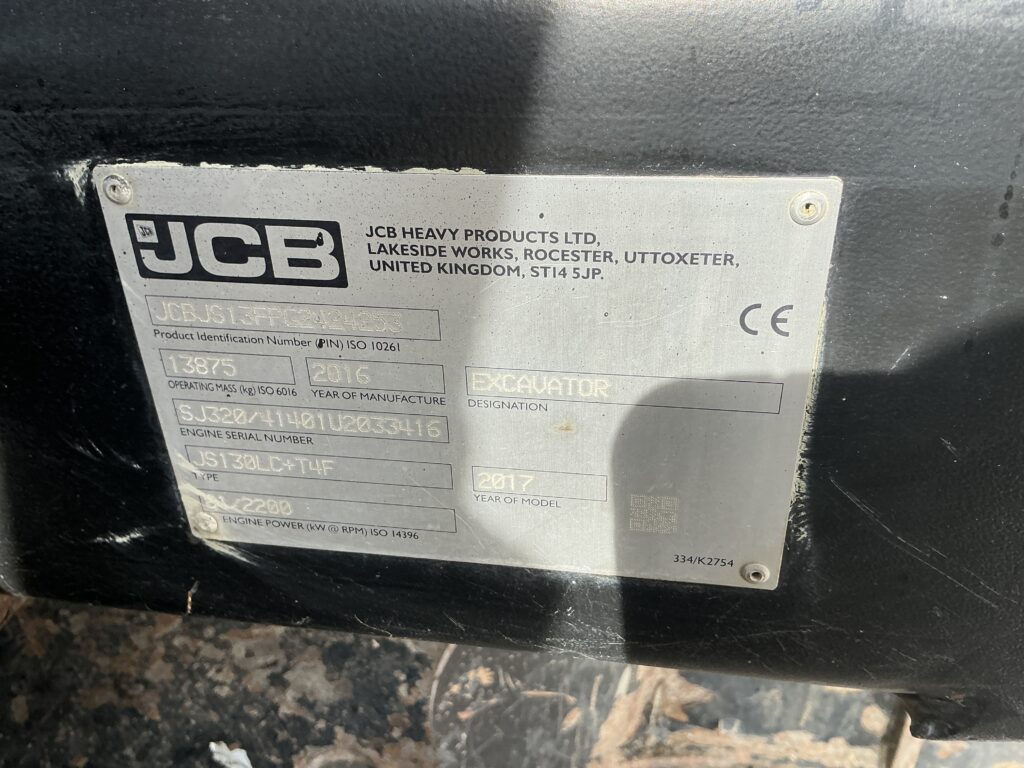 JCB
JCB HEAVY PRODUCTS LTD,
LAKESIDE WORKS, ROCESTER, UTTOXETER,
UNITED KINGDOM, ST14 5JP.
Product Identification Number (PIN) ISO 10261
CE
13875
OPERATING MASS (kg) ISO 6016
2016
YEAR OF MANUFACTURE
EXCAVATOR
DESIGNATION
SJ320/41401U2033416
ENGINE SERIAL NUMBER
JS130LC+T4F
TYPE
2017
YEAR OF MODEL
ENGINE POWER (kW @ RPM) ISO 14396
334/K2754